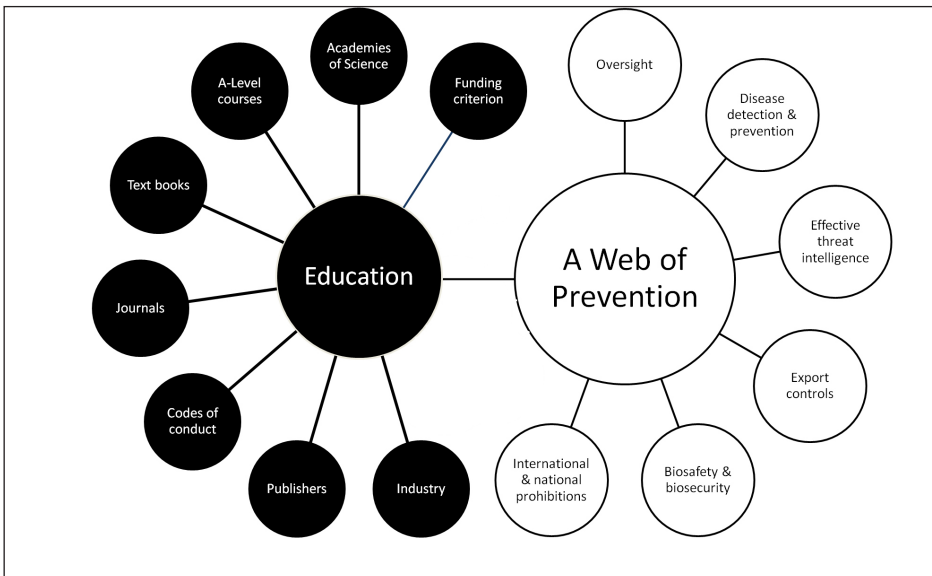 Academies
of Science
A-Level
courses
Funding
criterion
Text books
Education
Journals
Codes of
conduct
Publishers
Industry
Oversight
Disease
detection &
prevention
Effective
threat
intelligence
A Web of
Prevention
Export
controls
International
& national
prohibitions
Biosafety &
biosecurity